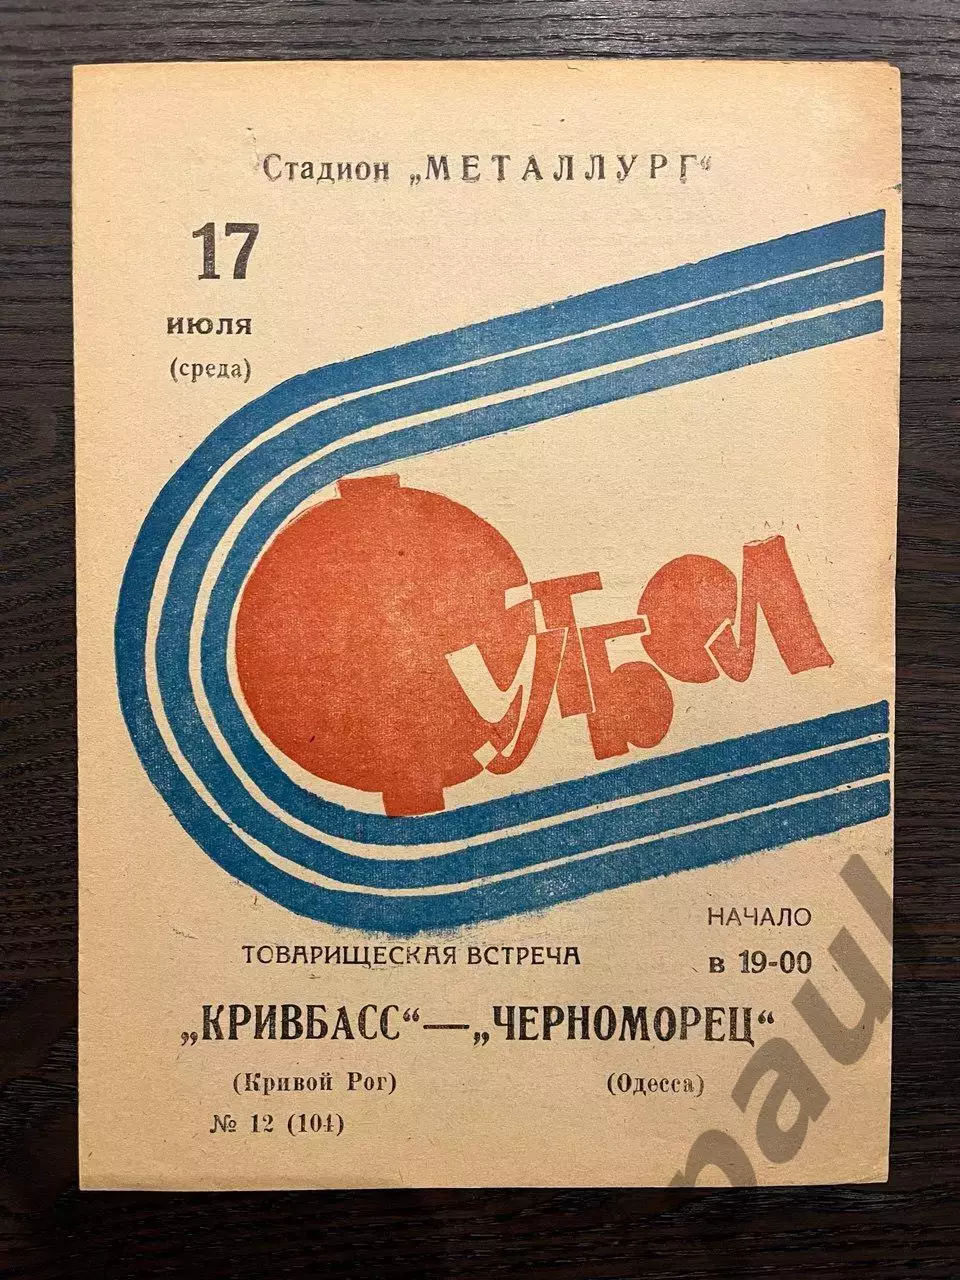 Стадион „МЕТАЛЛУРГ“
17
ИЮЛЯ
(среда)
ФУТБОЛ
НАЧАЛО
ТОВАРИЩЕСКАЯ ВСТРЕЧА
в 19-00
„КРИВБАСС“—„ЧЕРНОМОРЕЦ“
(Кривой Рог) (Одесса)
№ 12 (104)
paul